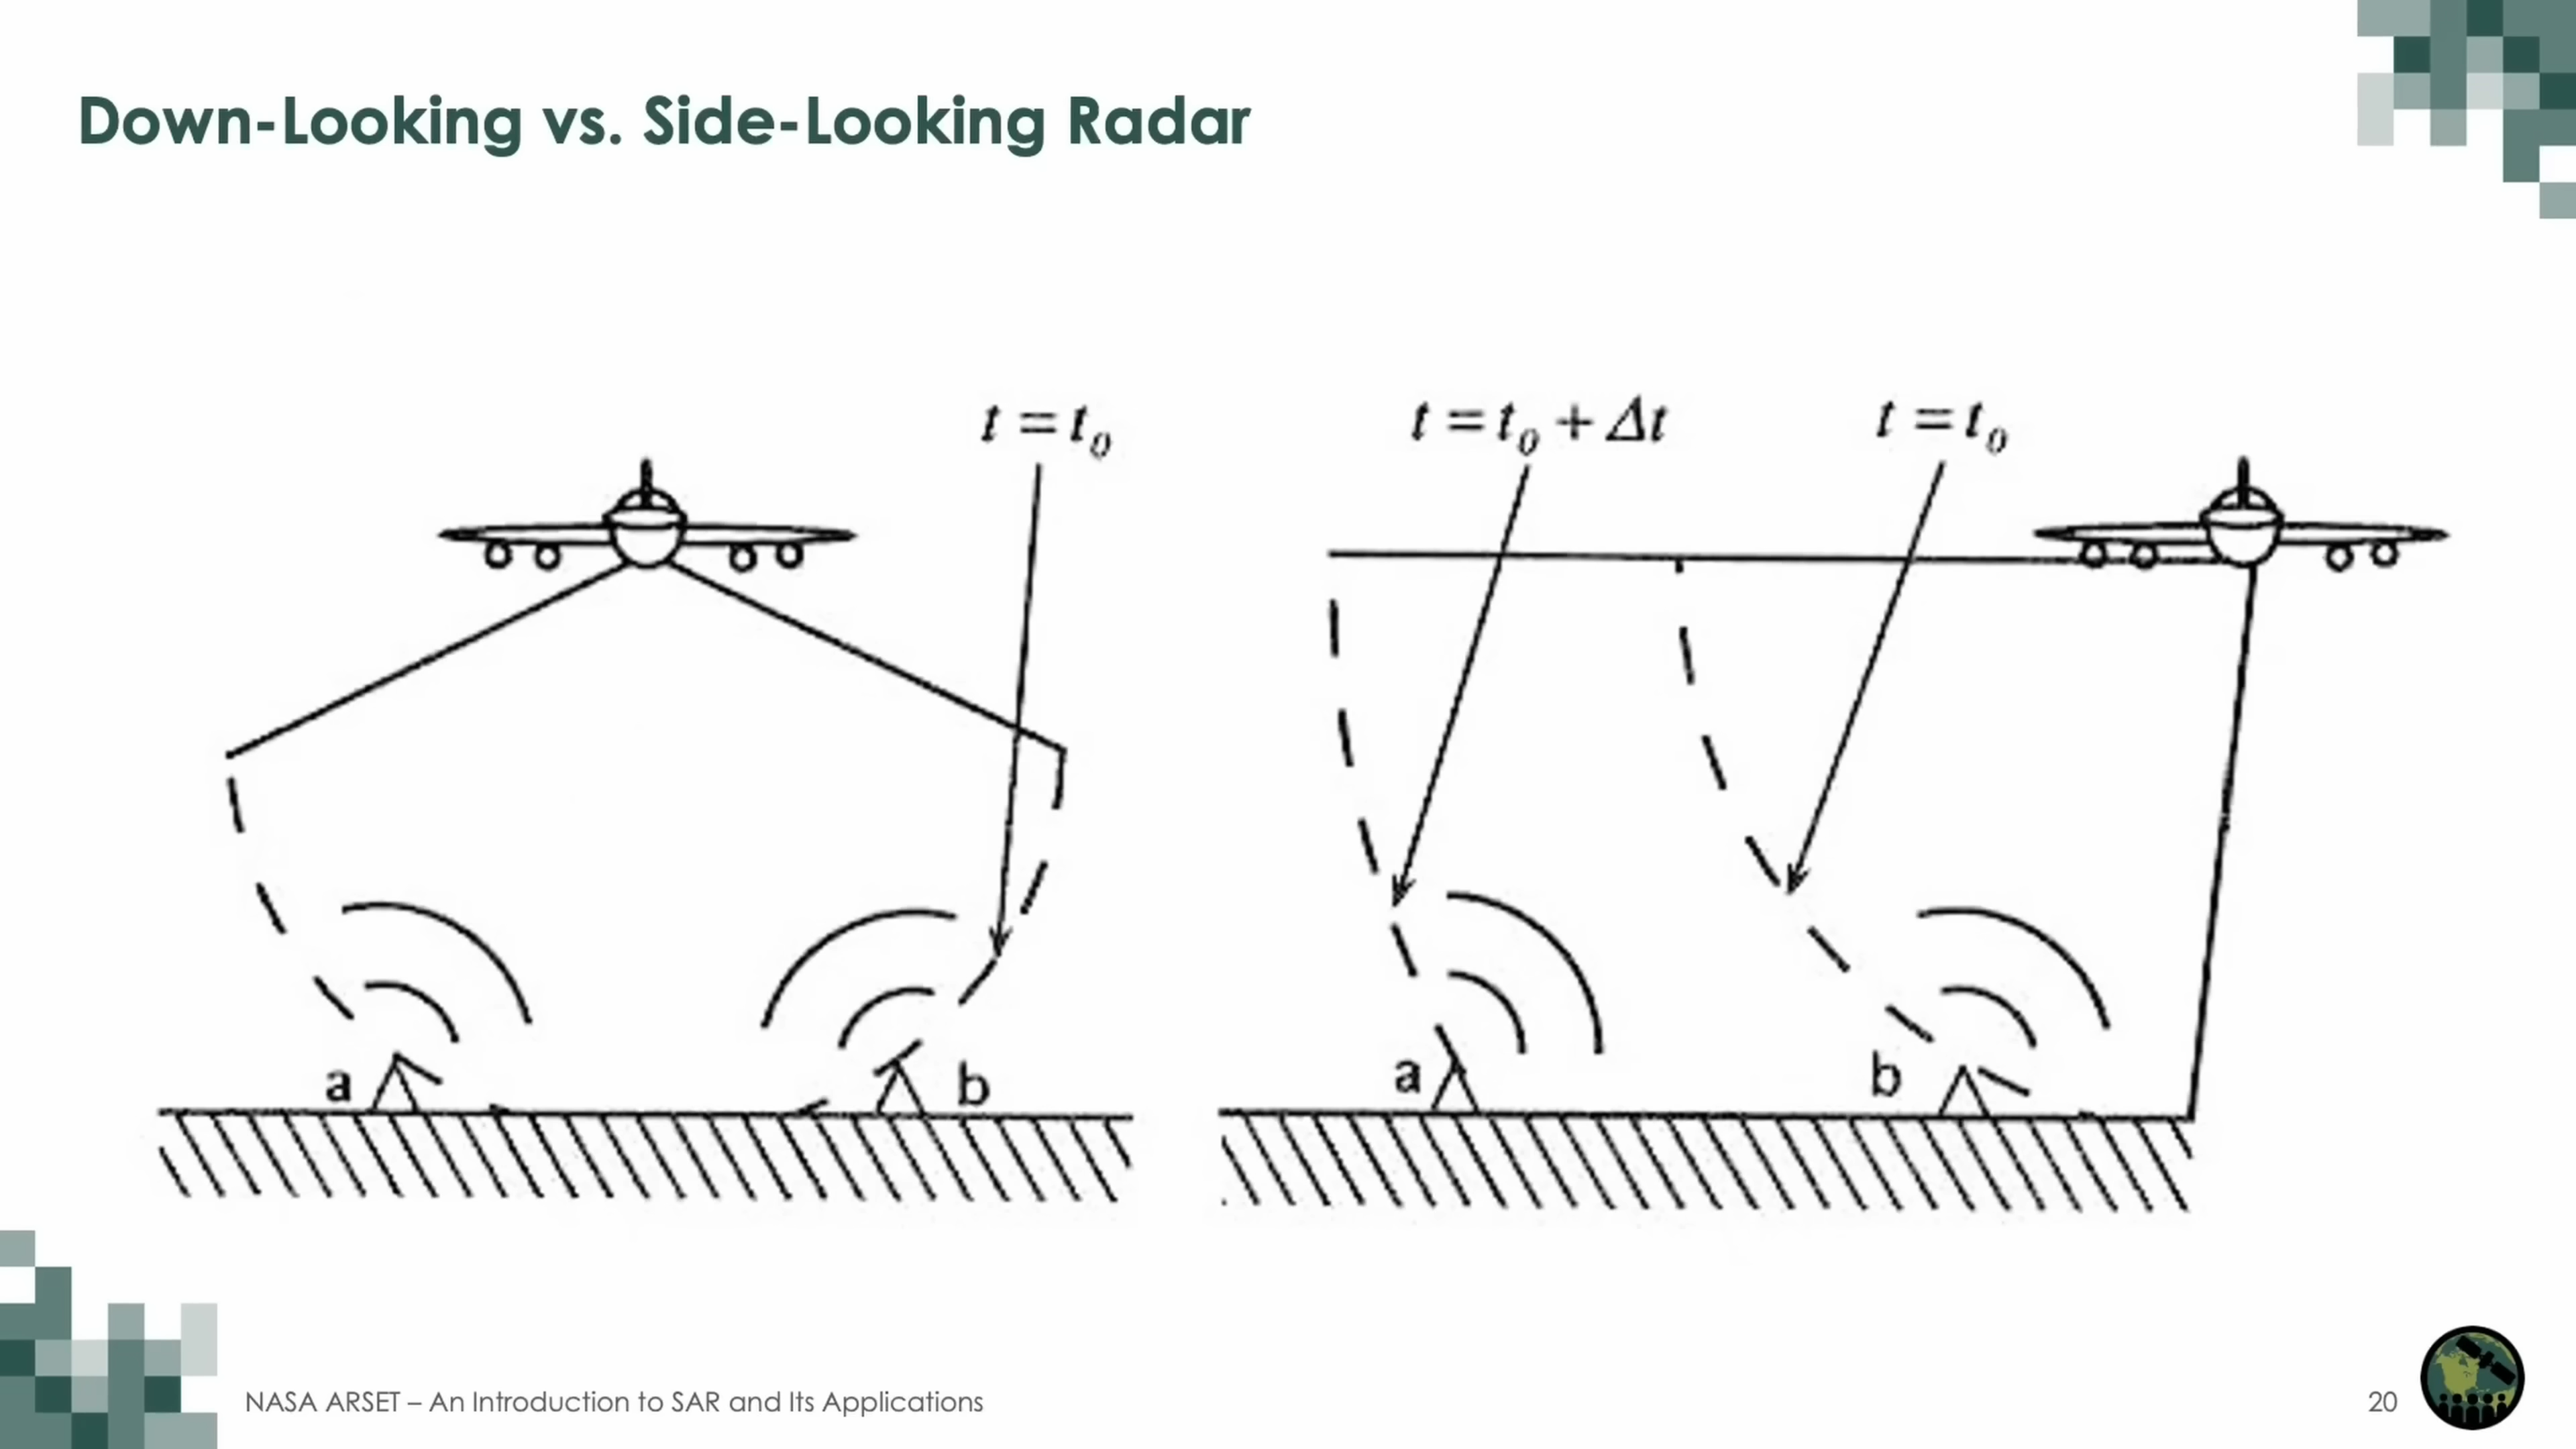 Down-Looking vs. Side-Looking Radar
t = t₀
t = t₀ + Δt
t = t₀
a
b
a
b
NASA ARSET – An Introduction to SAR and Its Applications
20